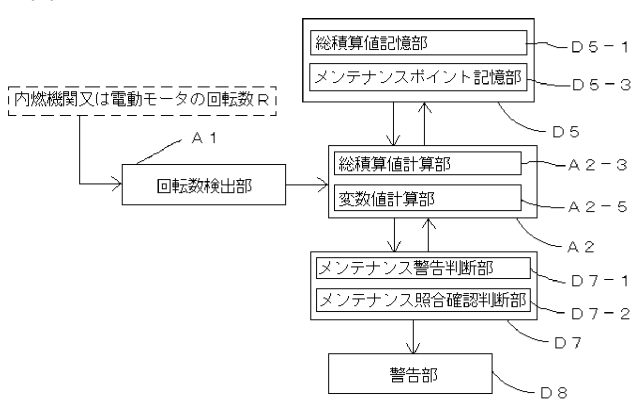 総積算値記憶部
D5-1
メンテナンスポイント記憶部
D5-3
D5
内燃機関又は電動モータの回転数R
A1
回転数検出部
総積算値計算部
A2-3
変数値計算部
A2-5
A2
メンテナンス警告判断部
D7-1
メンテナンス照合確認判断部
D7-2
D7
警告部
D8